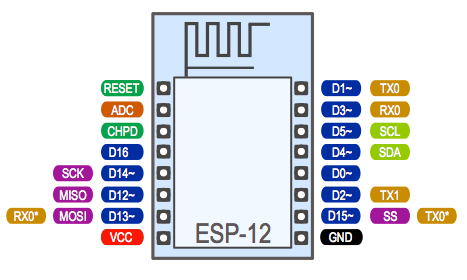 RESET D1~ TX0
ADC D3~ RX0
CHPD D5~ SCL
D16 D4~ SDA
SCK D14~ D0~
MISO D12~ D2~ TX1
RX0* MOSI D13~ D15~ SS TX0*
VCC ESP-12 GND